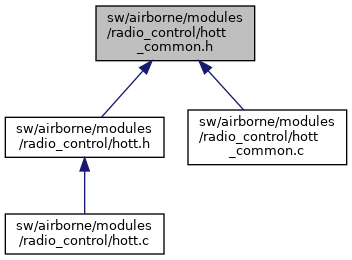 sw/airborne/modules
/radio_control/hott
_common.h
sw/airborne/modules
/radio_control/hott.h
sw/airborne/modules
/radio_control/hott
_common.c
sw/airborne/modules
/radio_control/hott.c